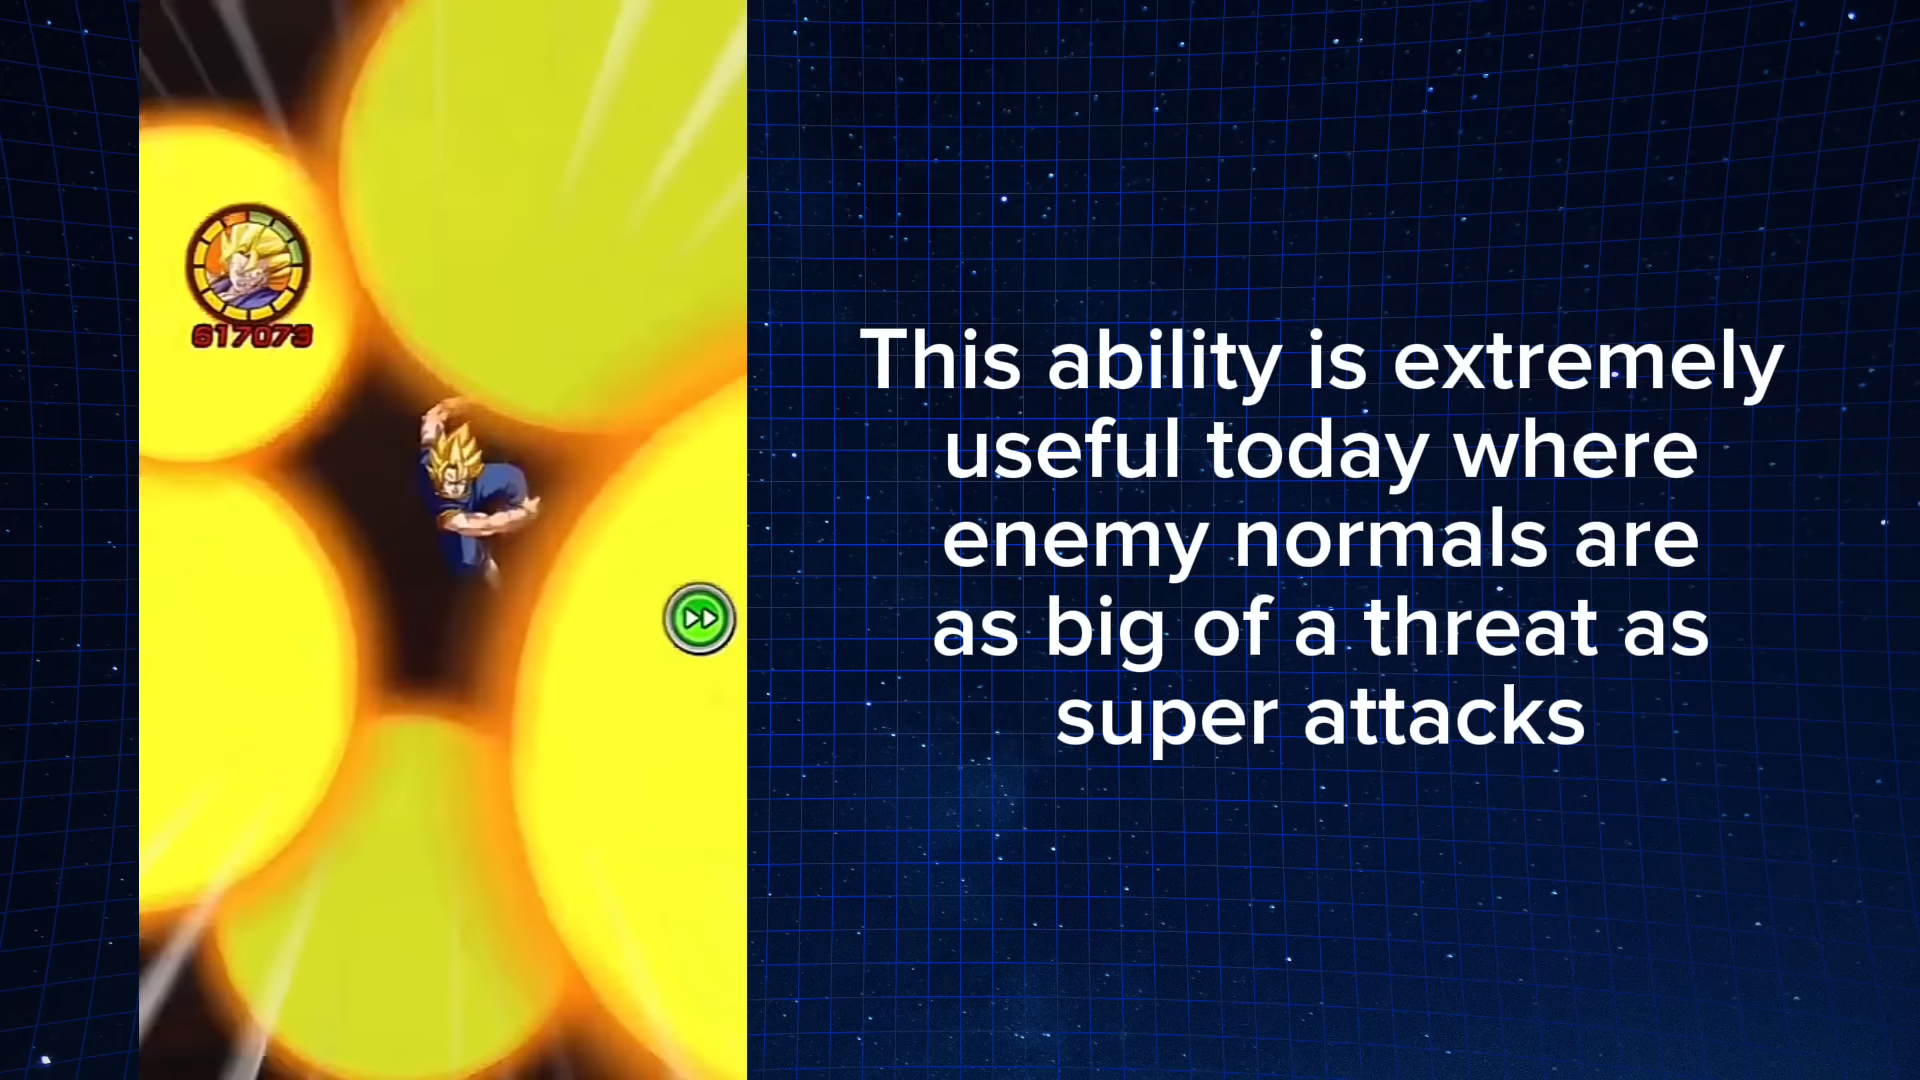 617073
This ability is extremely
useful today where
enemy normals are
as big of a threat as
super attacks